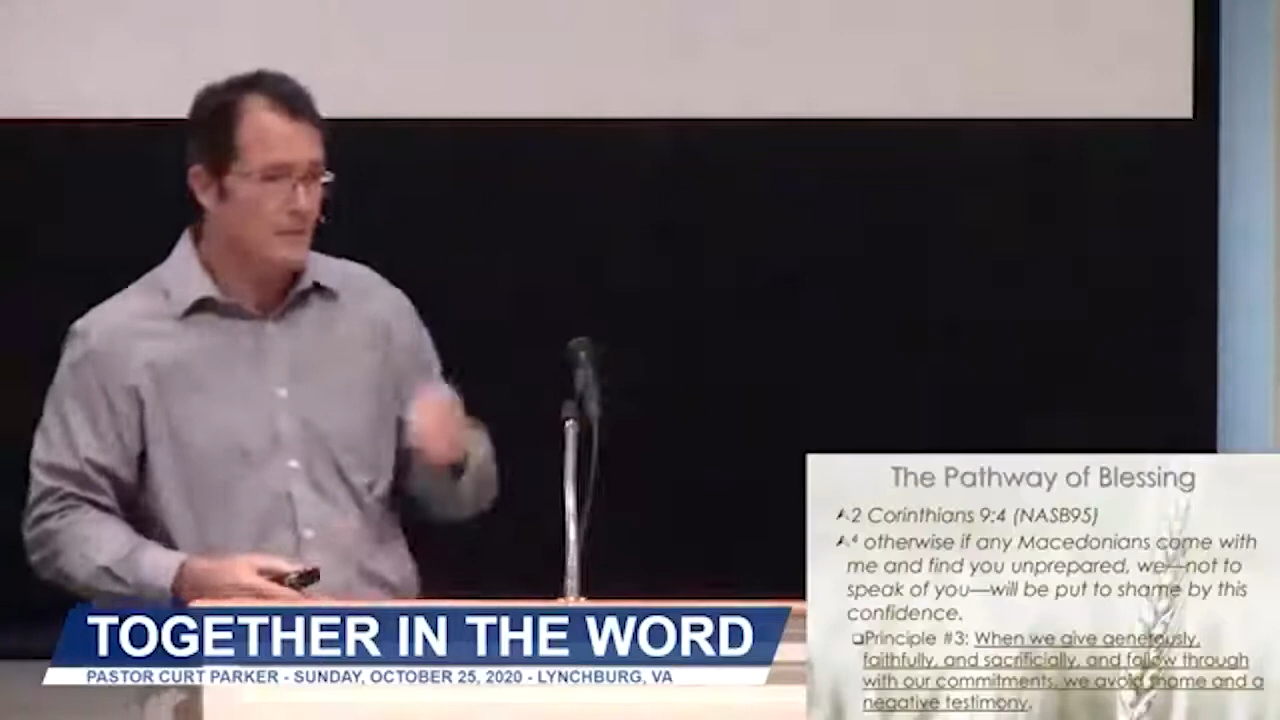 The Pathway of Blessing
2 Corinthians 9:4 (NASB95)
4 otherwise if any Macedonians come with
me and find you unprepared, we—not to
speak of you—will be put to shame by this
confidence.
Principle #3: When we give generously,
faithfully, and sacrificially, and follow through
with our commitments, we avoid shame and a
negative testimony.
TOGETHER IN THE WORD
PASTOR CURT PARKER - SUNDAY, OCTOBER 25, 2020 - LYNCHBURG, VA